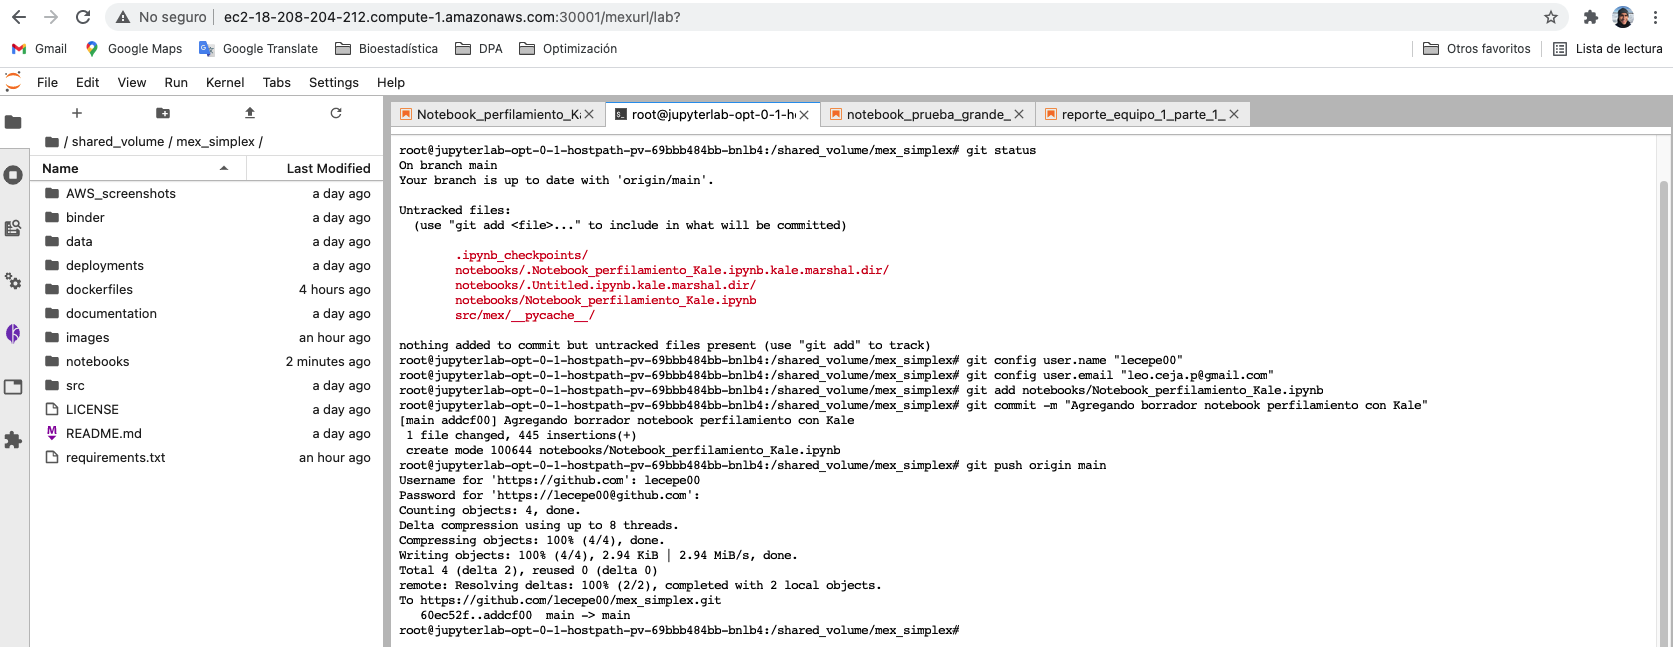 No seguro
ec2-18-208-204-212.compute-1.amazonaws.com:30001/mexurl/lab?
Gmail
Google Maps
Google Translate
Bioestadística
DPA
Optimización
Otros favoritos
Lista de lectura
File Edit View Run Kernel Tabs Settings Help
/ shared_volume / mex_simplex /
Name Last Modified
AWS_screenshots a day ago
binder a day ago
data a day ago
deployments a day ago
dockerfiles 4 hours ago
documentation a day ago
images an hour ago
notebooks 2 minutes ago
src a day ago
LICENSE a day ago
README.md a day ago
requirements.txt an hour ago
Notebook_perfilamiento_Ka
root@jupyterlab-opt-0-1-ho
notebook_prueba_grande_
reporte_equipo_1_parte_1_
root@jupyterlab-opt-0-1-hostpath-pv-69bbb484bb-bnlb4:/shared_volume/mex_simplex# git status
On branch main
Your branch is up to date with 'origin/main'.
Untracked files:
(use "git add <file>..." to include in what will be committed)
.ipynb_checkpoints/
notebooks/.Notebook_perfilamiento_Kale.ipynb.kale.marshal.dir/
notebooks/.Untitled.ipynb.kale.marshal.dir/
notebooks/Notebook_perfilamiento_Kale.ipynb
src/mex/__pycache__/
nothing added to commit but untracked files present (use "git add" to track)
root@jupyterlab-opt-0-1-hostpath-pv-69bbb484bb-bnlb4:/shared_volume/mex_simplex# git config user.name "lecepe00"
root@jupyterlab-opt-0-1-hostpath-pv-69bbb484bb-bnlb4:/shared_volume/mex_simplex# git config user.email "leo.ceja.p@gmail.com"
root@jupyterlab-opt-0-1-hostpath-pv-69bbb484bb-bnlb4:/shared_volume/mex_simplex# git add notebooks/Notebook_perfilamiento_Kale.ipynb
root@jupyterlab-opt-0-1-hostpath-pv-69bbb484bb-bnlb4:/shared_volume/mex_simplex# git commit -m "Agregando borrador notebook perfilamiento con Kale"
[main addcf00] Agregando borrador notebook perfilamiento con Kale
1 file changed, 445 insertions(+)
create mode 100644 notebooks/Notebook_perfilamiento_Kale.ipynb
root@jupyterlab-opt-0-1-hostpath-pv-69bbb484bb-bnlb4:/shared_volume/mex_simplex# git push origin main
Username for 'https://github.com': lecepe00
Password for 'https://lecepe00@github.com':
Counting objects: 4, done.
Delta compression using up to 8 threads.
Compressing objects: 100% (4/4), done.
Writing objects: 100% (4/4), 2.94 KiB | 2.94 MiB/s, done.
Total 4 (delta 2), reused 0 (delta 0)
remote: Resolving deltas: 100% (2/2), completed with 2 local objects.
To https://github.com/lecepe00/mex_simplex.git
60ec52f..addcf00 main -> main
root@jupyterlab-opt-0-1-hostpath-pv-69bbb484bb-bnlb4:/shared_volume/mex_simplex#